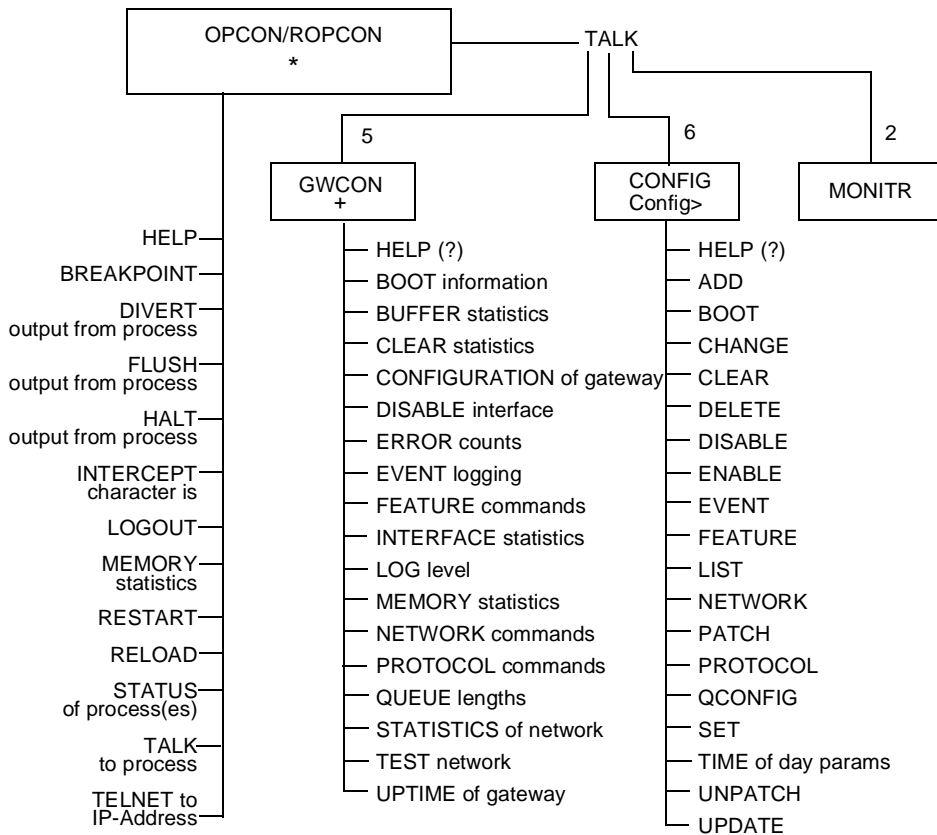 OPCON/ROPCON
*
TALK
5
6
2
GWCON
+
CONFIG
Config>
MONITR
HELP
BREAKPOINT
DIVERT
output from process
FLUSH
output from process
HALT
output from process
INTERCEPT
character is
LOGOUT
MEMORY
statistics
RESTART
RELOAD
STATUS
of process(es)
TALK
to process
TELNET to
IP-Address
HELP (?)
BOOT information
BUFFER statistics
CLEAR statistics
CONFIGURATION of gateway
DISABLE interface
ERROR counts
EVENT logging
FEATURE commands
INTERFACE statistics
LOG level
MEMORY statistics
NETWORK commands
PROTOCOL commands
QUEUE lengths
STATISTICS of network
TEST network
UPTIME of gateway
HELP (?)
ADD
BOOT
CHANGE
CLEAR
DELETE
DISABLE
ENABLE
EVENT
FEATURE
LIST
NETWORK
PATCH
PROTOCOL
QCONFIG
SET
TIME of day params
UNPATCH
UPDATE